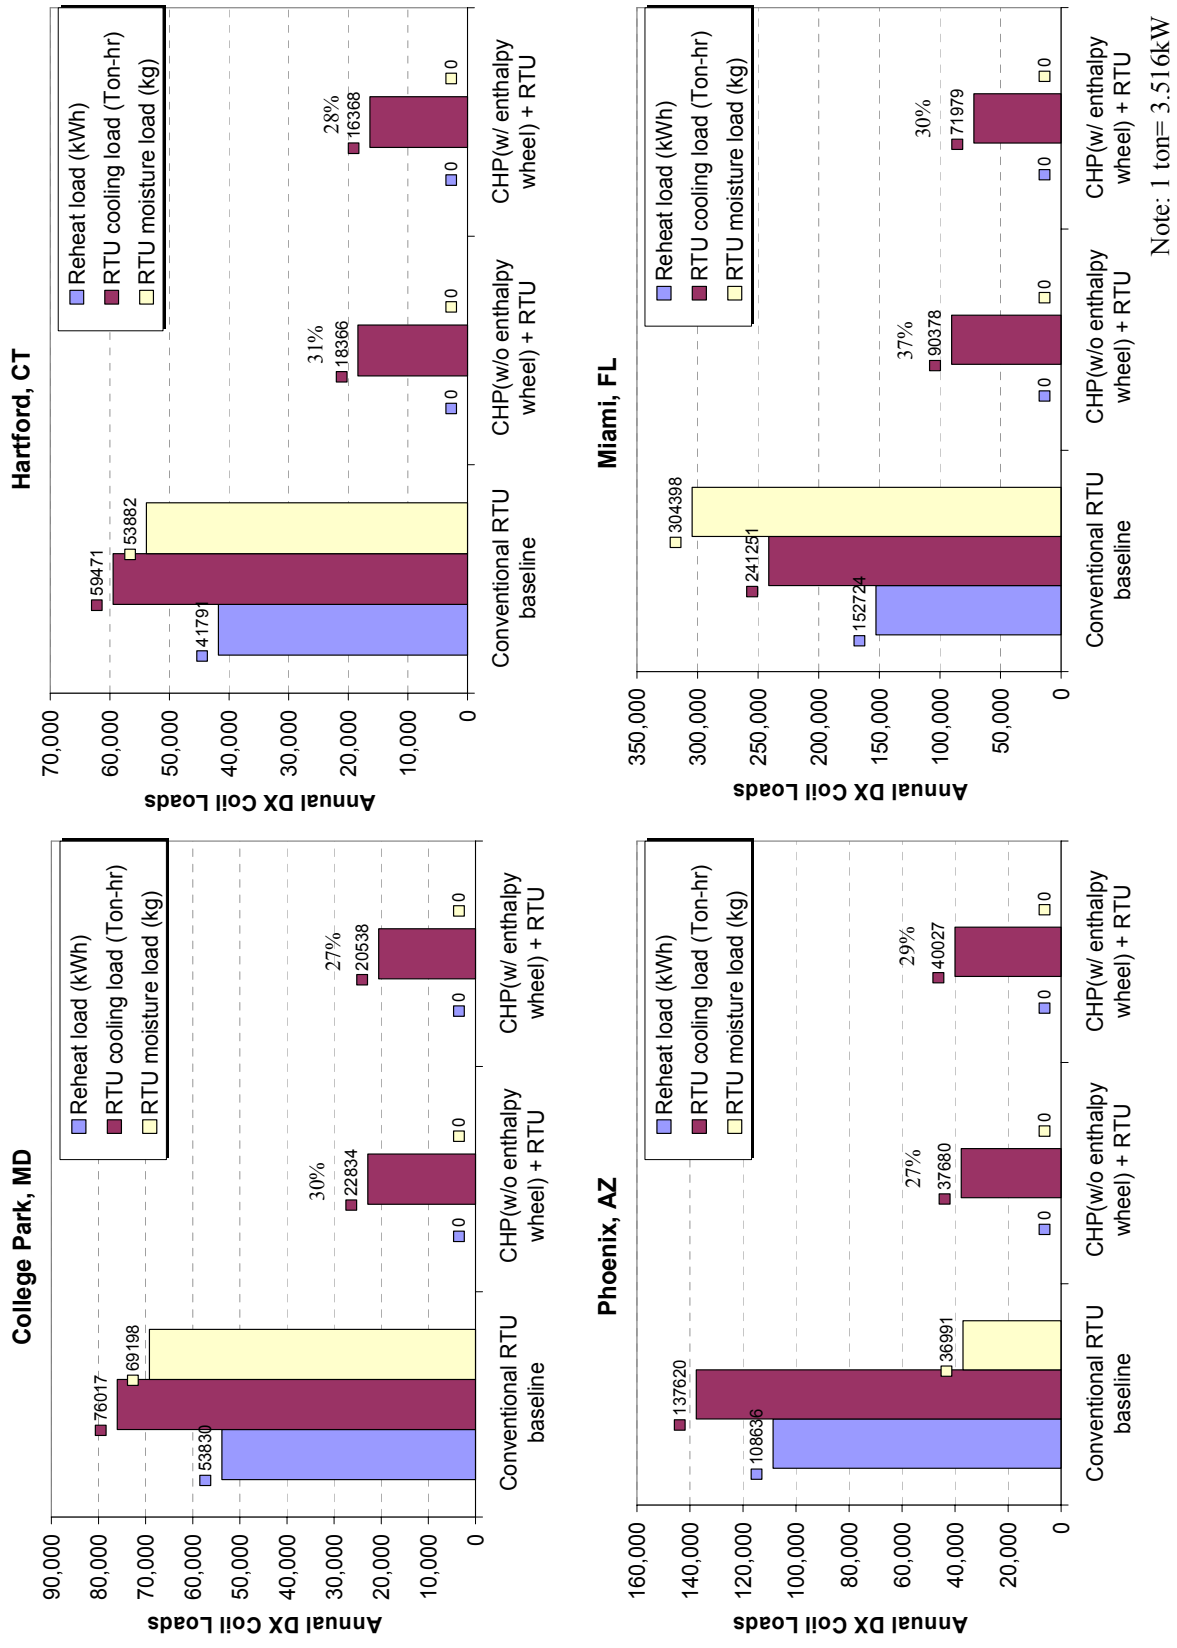 College Park, MD
Annual DX Coil Loads
90,000
80,000
70,000
60,000
50,000
40,000
30,000
20,000
10,000
0
Reheat load (kWh)
RTU cooling load (Ton-hr)
RTU moisture load (kg)
53830
76017
69198
0
30%
22834
0
0
27%
20538
0
Conventional RTU
baseline
CHP(w/o enthalpy
wheel) + RTU
CHP(w/ enthalpy
wheel) + RTU
Hartford, CT
Annual DX Coil Loads
70,000
60,000
50,000
40,000
30,000
20,000
10,000
0
Reheat load (kWh)
RTU cooling load (Ton-hr)
RTU moisture load (kg)
41791
59471
53882
0
31%
18366
0
0
28%
16368
0
Conventional RTU
baseline
CHP(w/o enthalpy
wheel) + RTU
CHP(w/ enthalpy
wheel) + RTU
Phoenix, AZ
Annual DX Coil Loads
160,000
140,000
120,000
100,000
80,000
60,000
40,000
20,000
0
Reheat load (kWh)
RTU cooling load (Ton-hr)
RTU moisture load (kg)
108636
137620
36991
0
27%
37680
0
0
29%
40027
0
Conventional RTU
baseline
CHP(w/o enthalpy
wheel) + RTU
CHP(w/ enthalpy
wheel) + RTU
Miami, FL
Annual DX Coil Loads
350,000
300,000
250,000
200,000
150,000
100,000
50,000
0
Reheat load (kWh)
RTU cooling load (Ton-hr)
RTU moisture load (kg)
152724
241251
304398
0
37%
90378
0
0
30%
71979
0
Conventional RTU
baseline
CHP(w/o enthalpy
wheel) + RTU
CHP(w/ enthalpy
wheel) + RTU
Note: 1 ton= 3.516kW